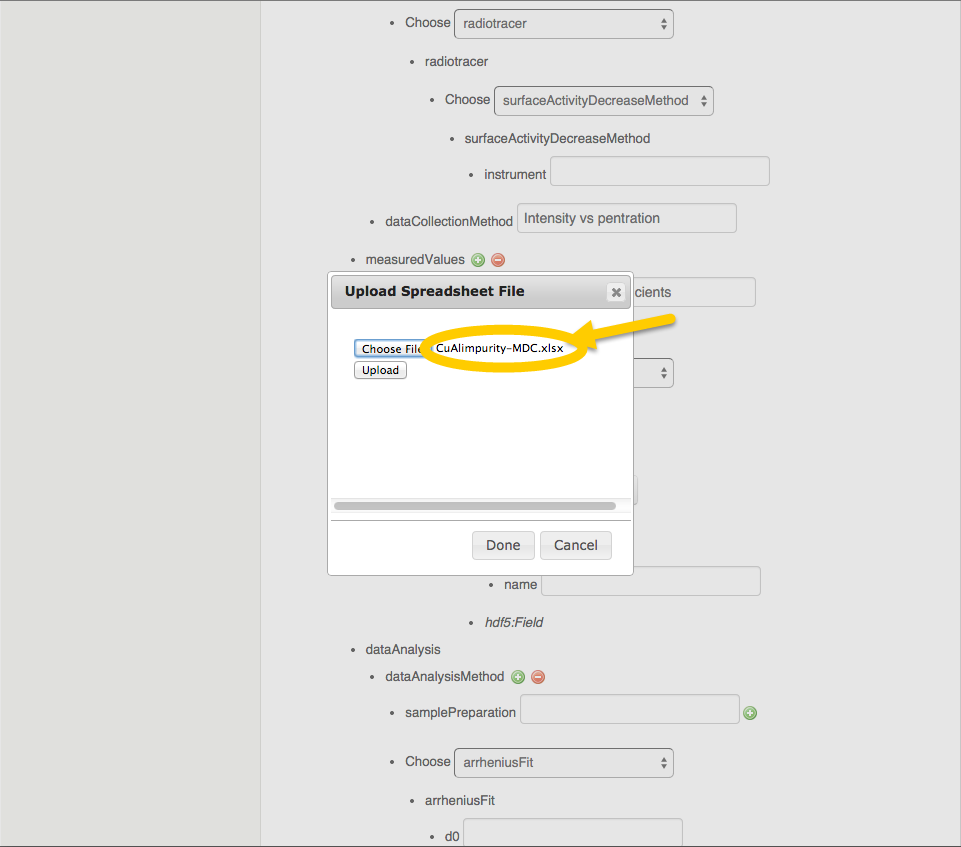 Choose radiotracer
radiotracer
Choose surfaceActivityDecreaseMethod
surfaceActivityDecreaseMethod
instrument
dataCollectionMethod Intensity vs pentration
measuredValues
Upload Spreadsheet File
cients
Choose File CuAlimpurity-MDC.xlsx
Upload
Done Cancel
name
hdf5:Field
dataAnalysis
dataAnalysisMethod
samplePreparation
Choose arrheniusFit
arrheniusFit
d0